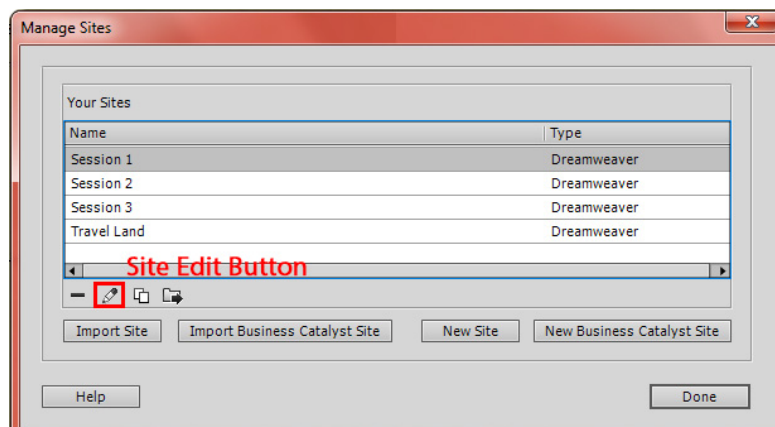 Manage Sites
Your Sites
Name Type
Session 1 Dreamweaver
Session 2 Dreamweaver
Session 3 Dreamweaver
Travel Land Dreamweaver
Site Edit Button
Import Site Import Business Catalyst Site New Site New Business Catalyst Site
Help Done